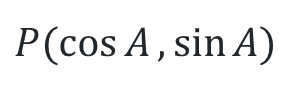 P(cos A , sin A)